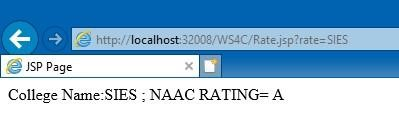 http://localhost:32008/WS4C/Rate.jsp?rate=SIES
JSP Page
College Name:SIES ; NAAC RATING= A